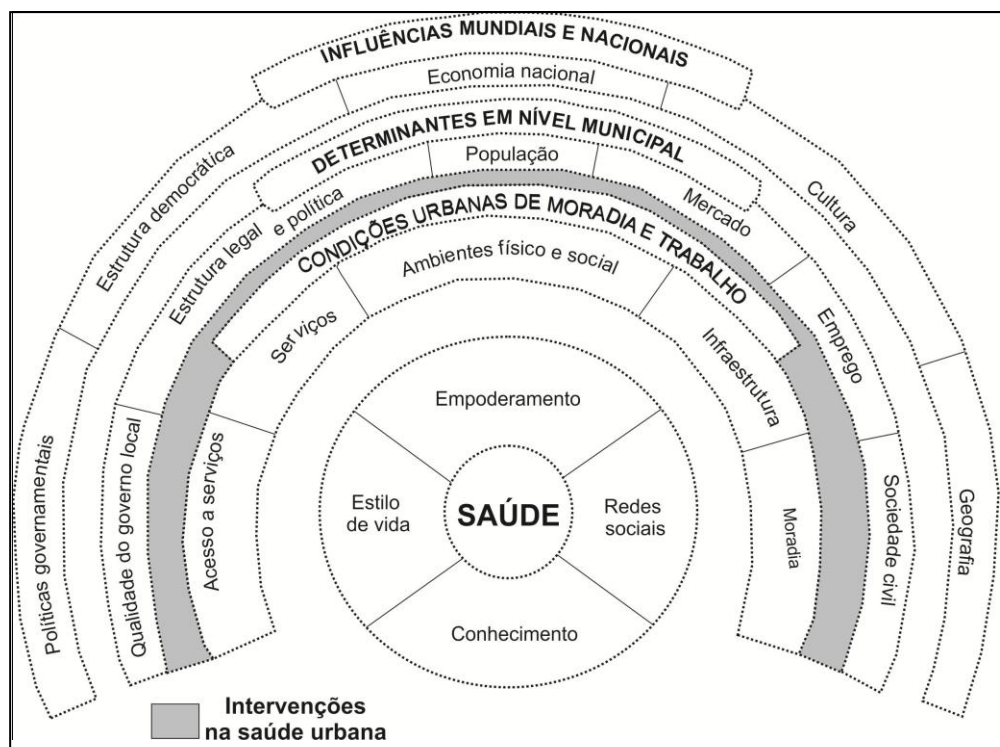 INFLUÊNCIAS MUNDIAIS E NACIONAIS
Políticas governamentais
Estrutura democrática
Economia nacional
Cultura
Geografia
DETERMINANTES EM NÍVEL MUNICIPAL
Qualidade do governo local
Estrutura legal
e política
População
Mercado
Emprego
Sociedade civil
CONDIÇÕES URBANAS DE MORADIA E TRABALHO
Acesso a serviços
Serviços
Ambientes físico e social
Infraestrutura
Moradia
Empoderamento
Estilo
de vida
SAÚDE
Redes
sociais
Conhecimento
Intervenções
na saúde urbana